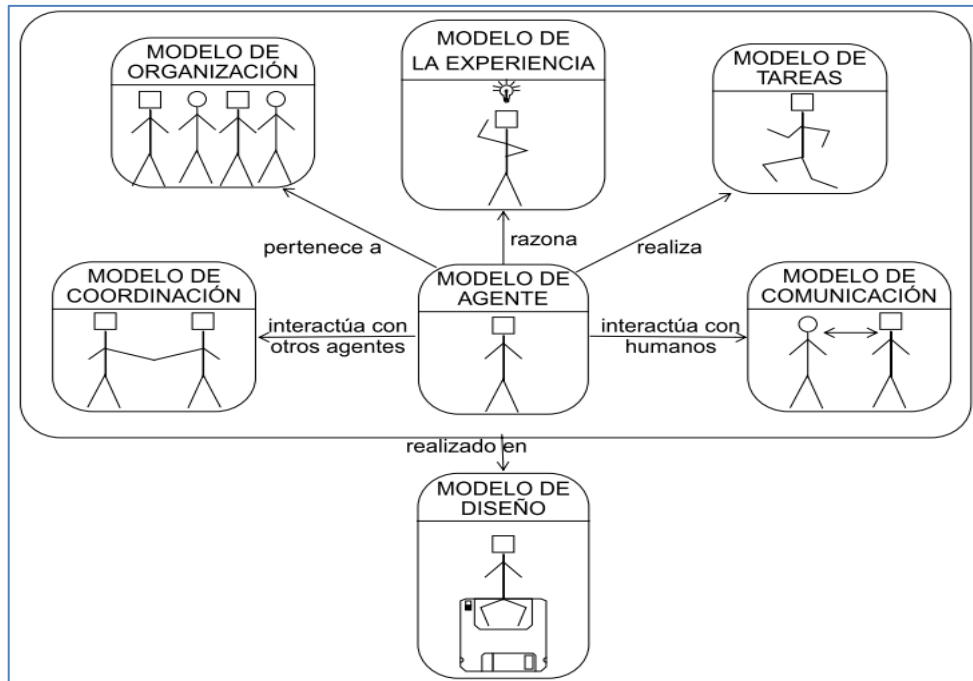 MODELO DE
ORGANIZACIÓN
MODELO DE
LA EXPERIENCIA
MODELO DE
TAREAS
pertenece a
razona
realiza
MODELO DE
COORDINACIÓN
MODELO DE
AGENTE
MODELO DE
COMUNICACIÓN
interactúa con
otros agentes
interactúa con
humanos
realizado en
MODELO DE
DISEÑO